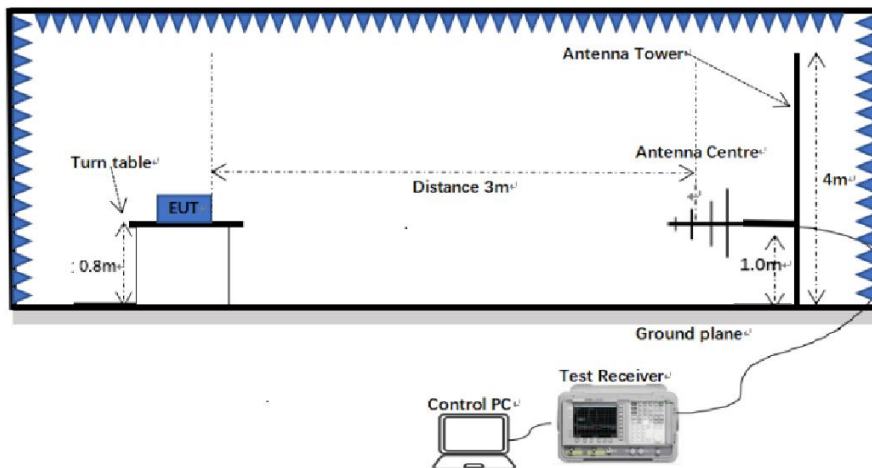 Antenna Tower
Turn table
Antenna Centre
Distance 3m
4m
EUT
: 0.8m
1.0m
Ground plane
Test Receiver
Control PC